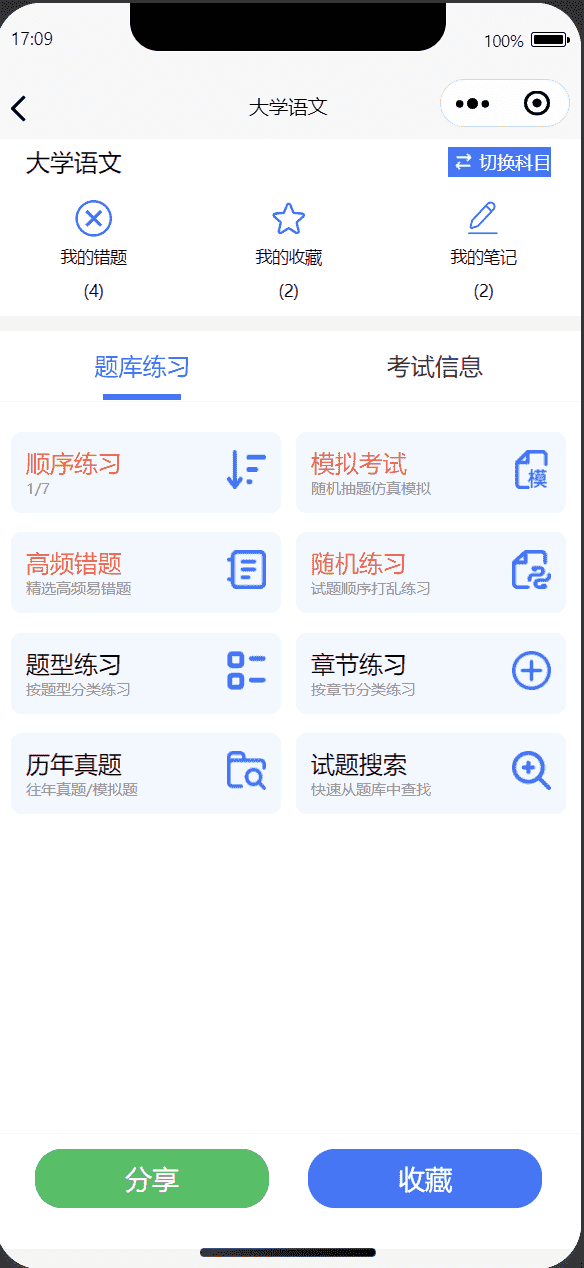 17:09
100%
大学语文
大学语文
切换科目
我的错题 我的收藏 我的笔记
(4) (2) (2)
题库练习 考试信息
顺序练习 模拟考试
1/7 随机抽题仿真模拟
模
高频错题 随机练习
精选高频易错题 试题顺序打乱练习
题型练习 章节练习
按题型分类练习 按章节分类练习
历年真题 试题搜索
往年真题/模拟题 快速从题库中查找
分享 收藏